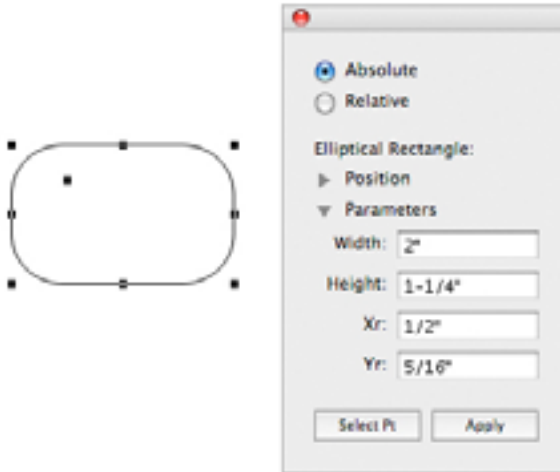 Absolute
Relative
Elliptical Rectangle:
Position
Parameters
Width: 2"
Height: 1-1/4"
Xr: 1/2"
Yr: 5/16"
Select Pt Apply